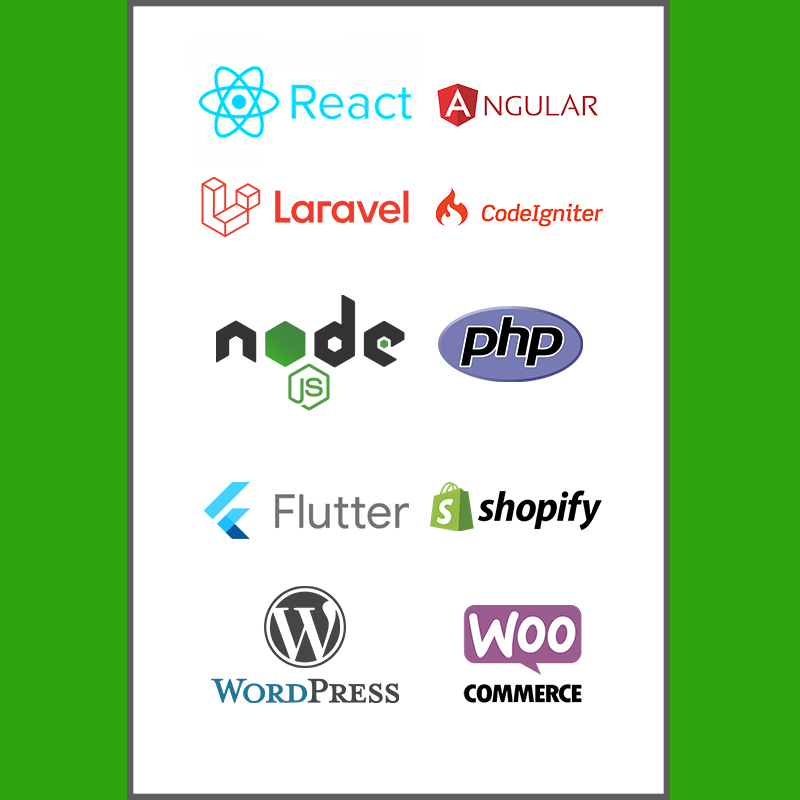 React
ANGULAR
Laravel
CodeIgniter
node
JS
php
Flutter
S shopify
W
WORDPRESS
WOO
COMMERCE